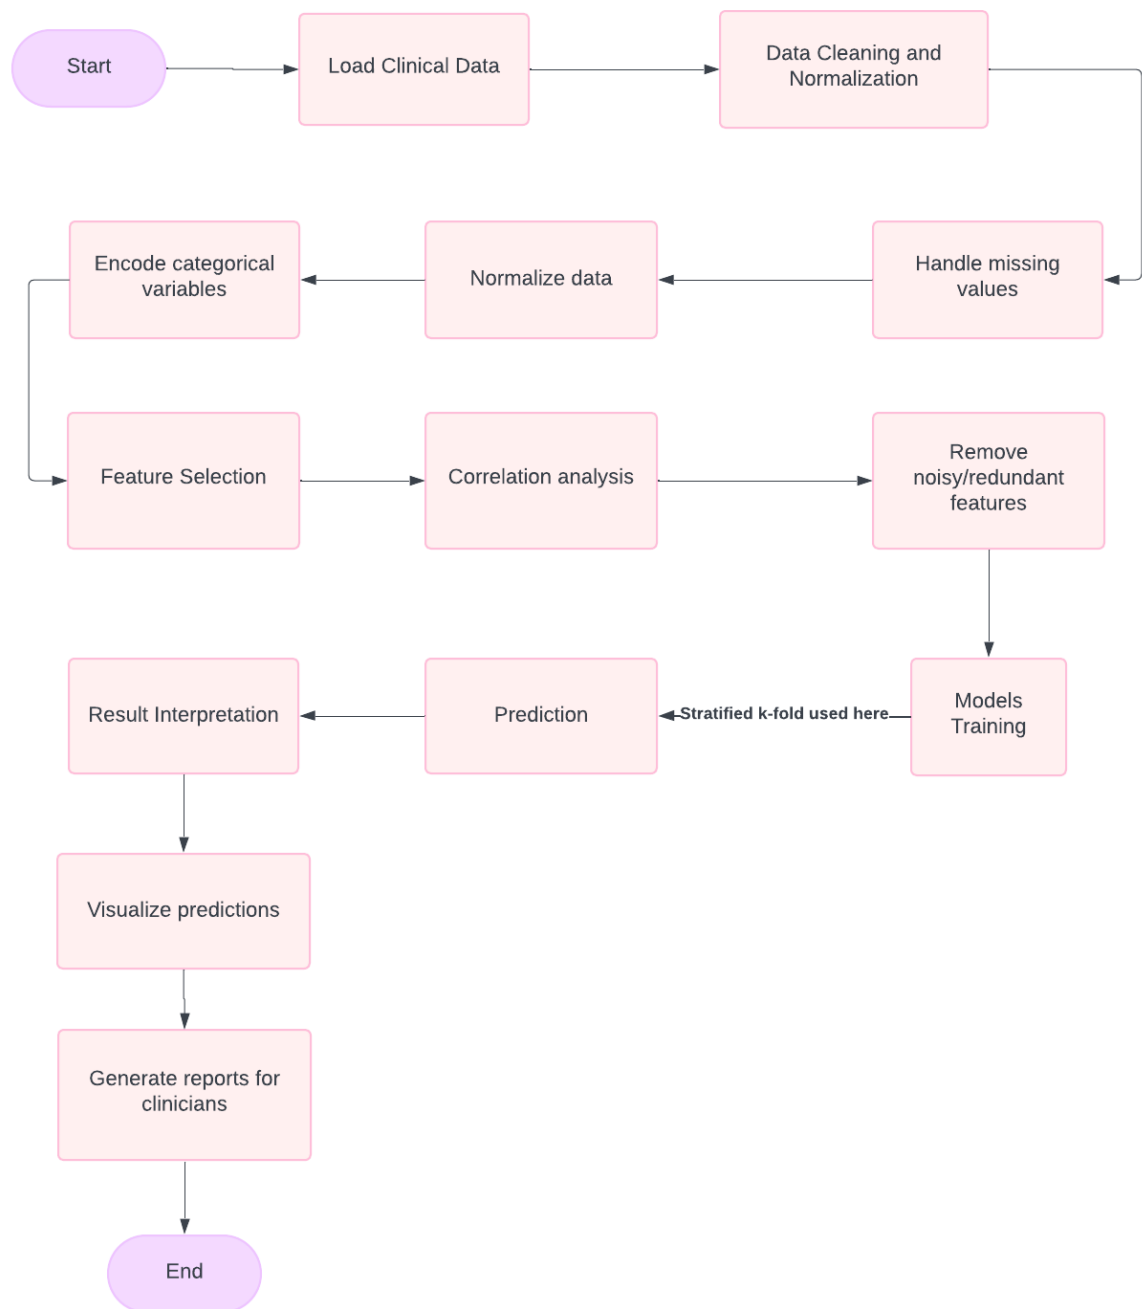 Start
Load Clinical Data
Data Cleaning and
Normalization
Handle missing
values
Normalize data
Encode categorical
variables
Feature Selection
Correlation analysis
Remove
noisy/redundant
features
Models
Training
Stratified k-fold used here
Prediction
Result Interpretation
Visualize predictions
Generate reports for
clinicians
End